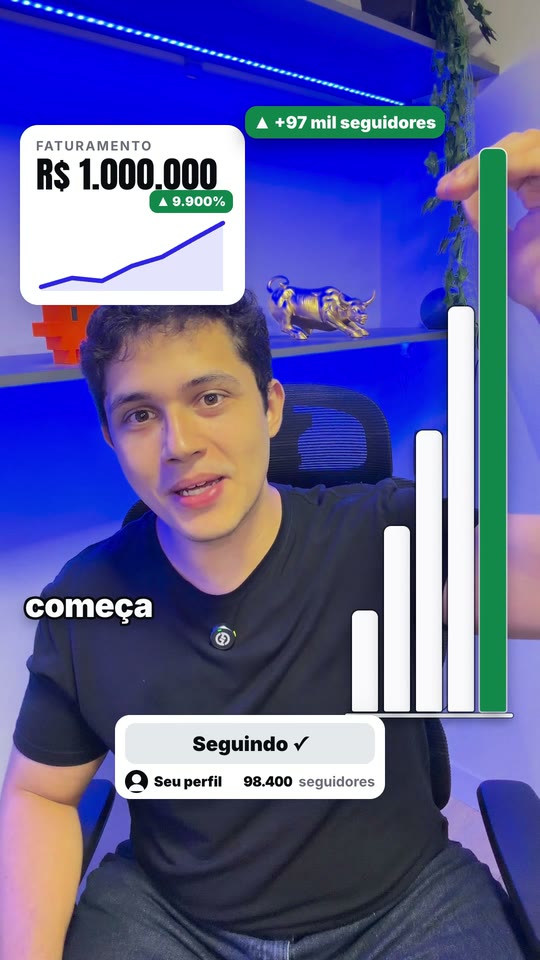 ▲ +97 mil seguidores
FATURAMENTO
R$ 1.000.000
▲ 9.900%
começa
Seguindo ✓
Seu perfil 98.400 seguidores